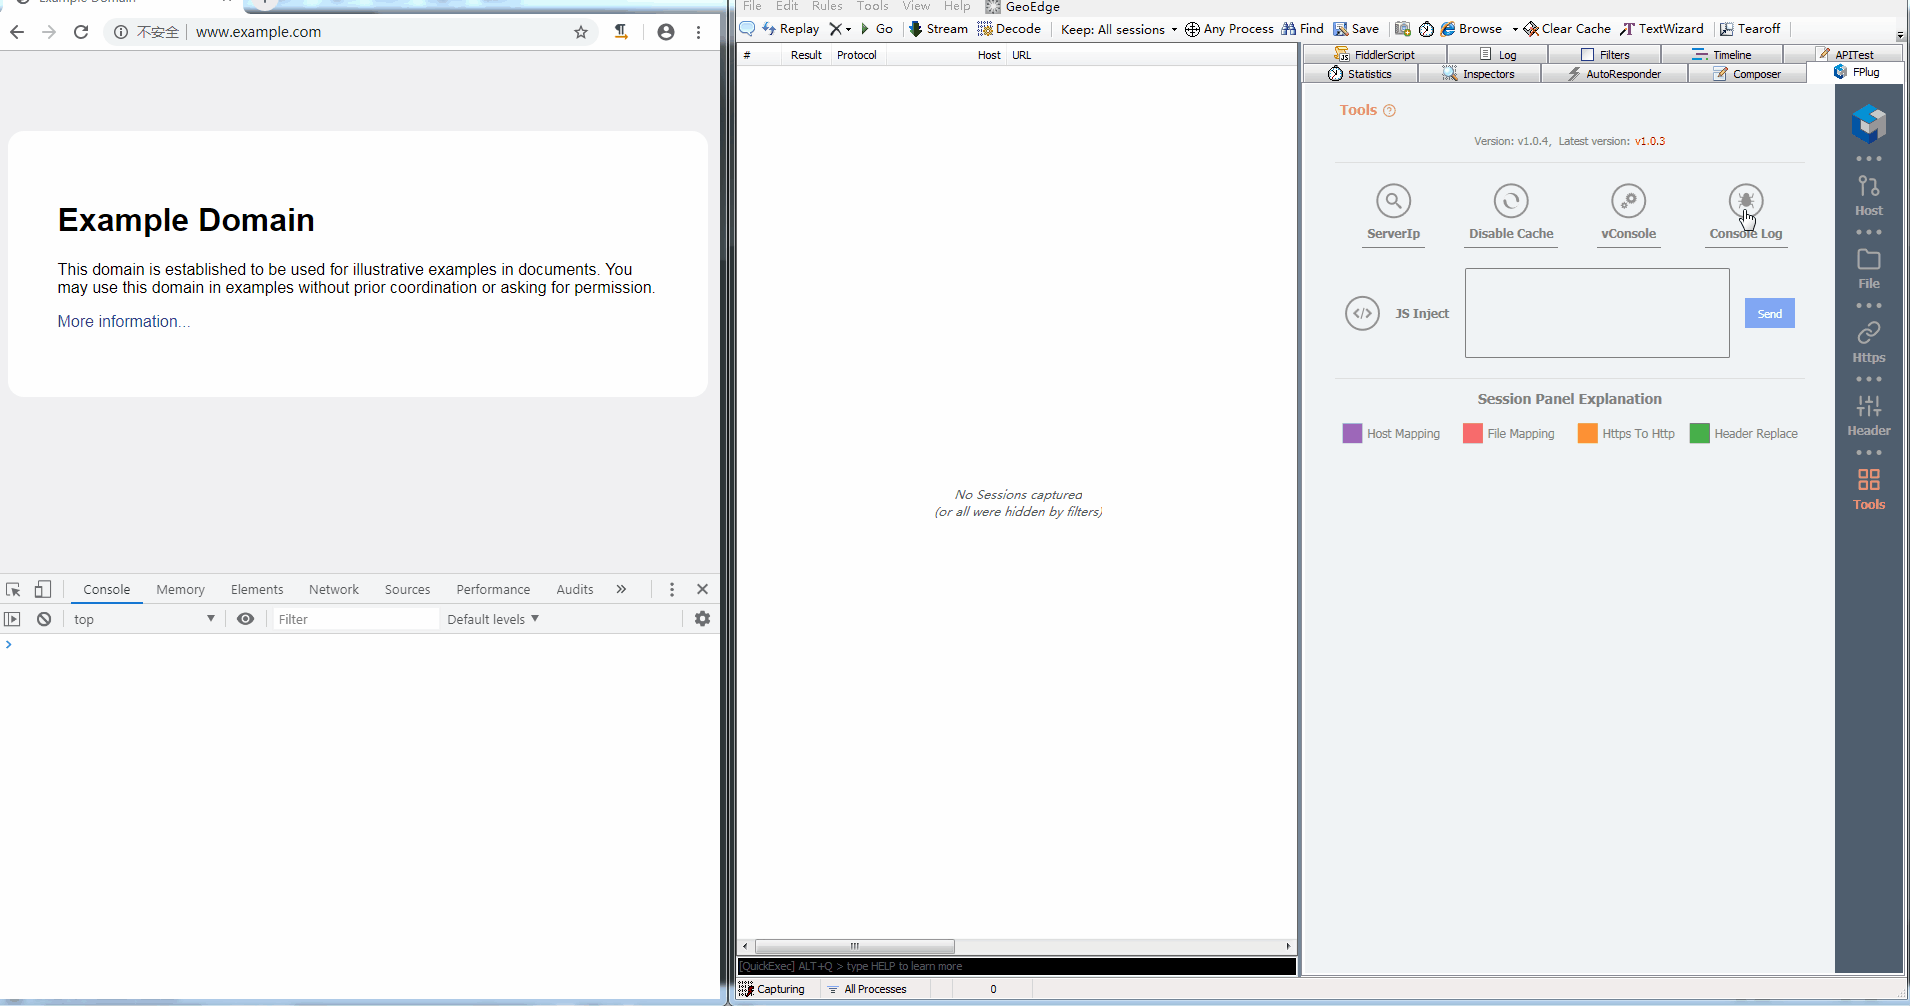 Example Domain
不安全 www.example.com
Example Domain
This domain is established to be used for illustrative examples in documents. You
may use this domain in examples without prior coordination or asking for permission.
More information...
Console Memory Elements Network Sources Performance Audits »
top Filter Default levels
File Edit Rules Tools View Help GeoEdge
Replay Go Stream Decode Keep: All sessions Any Process Find Save Browse Clear Cache TextWizard Tearoff
# Result Protocol Host URL
No Sessions captured
(or all were hidden by filters)
[QuickExec] ALT+Q > type HELP to learn more
Capturing All Processes 0
FiddlerScript Log Filters Timeline APITest
Statistics Inspectors AutoResponder Composer FPlug
Tools ?
Version: v1.0.4, Latest version: v1.0.3
ServerIp Disable Cache vConsole Console Log
</> JS Inject Send
Session Panel Explanation
Host Mapping File Mapping Https To Http Header Replace
Host
File
Https
Header
Tools